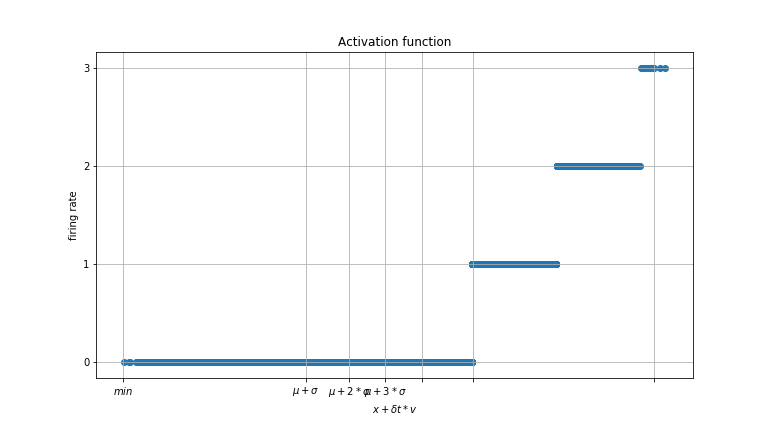 Activation function
3
2
1
0
firing rate
min μ + σ μ + 2 * σ μ + 3 * σ
x + δt * v